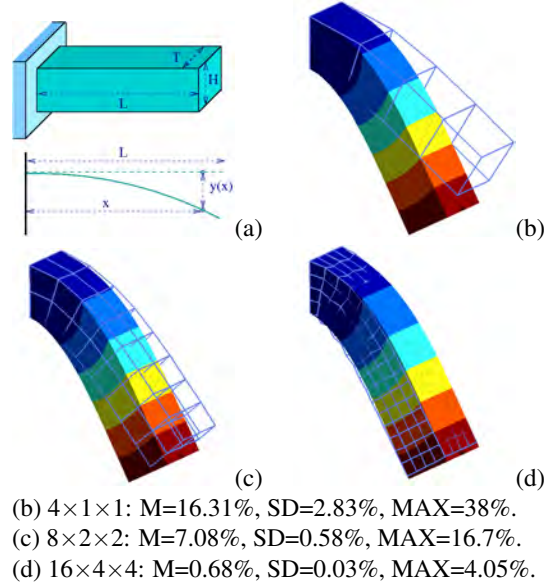 T
H
L
L
y(x)
x
(a)
(b)
(c)
(d)
(b) 4×1×1: M=16.31%, SD=2.83%, MAX=38%.
(c) 8×2×2: M=7.08%, SD=0.58%, MAX=16.7%.
(d) 16×4×4: M=0.68%, SD=0.03%, MAX=4.05%.